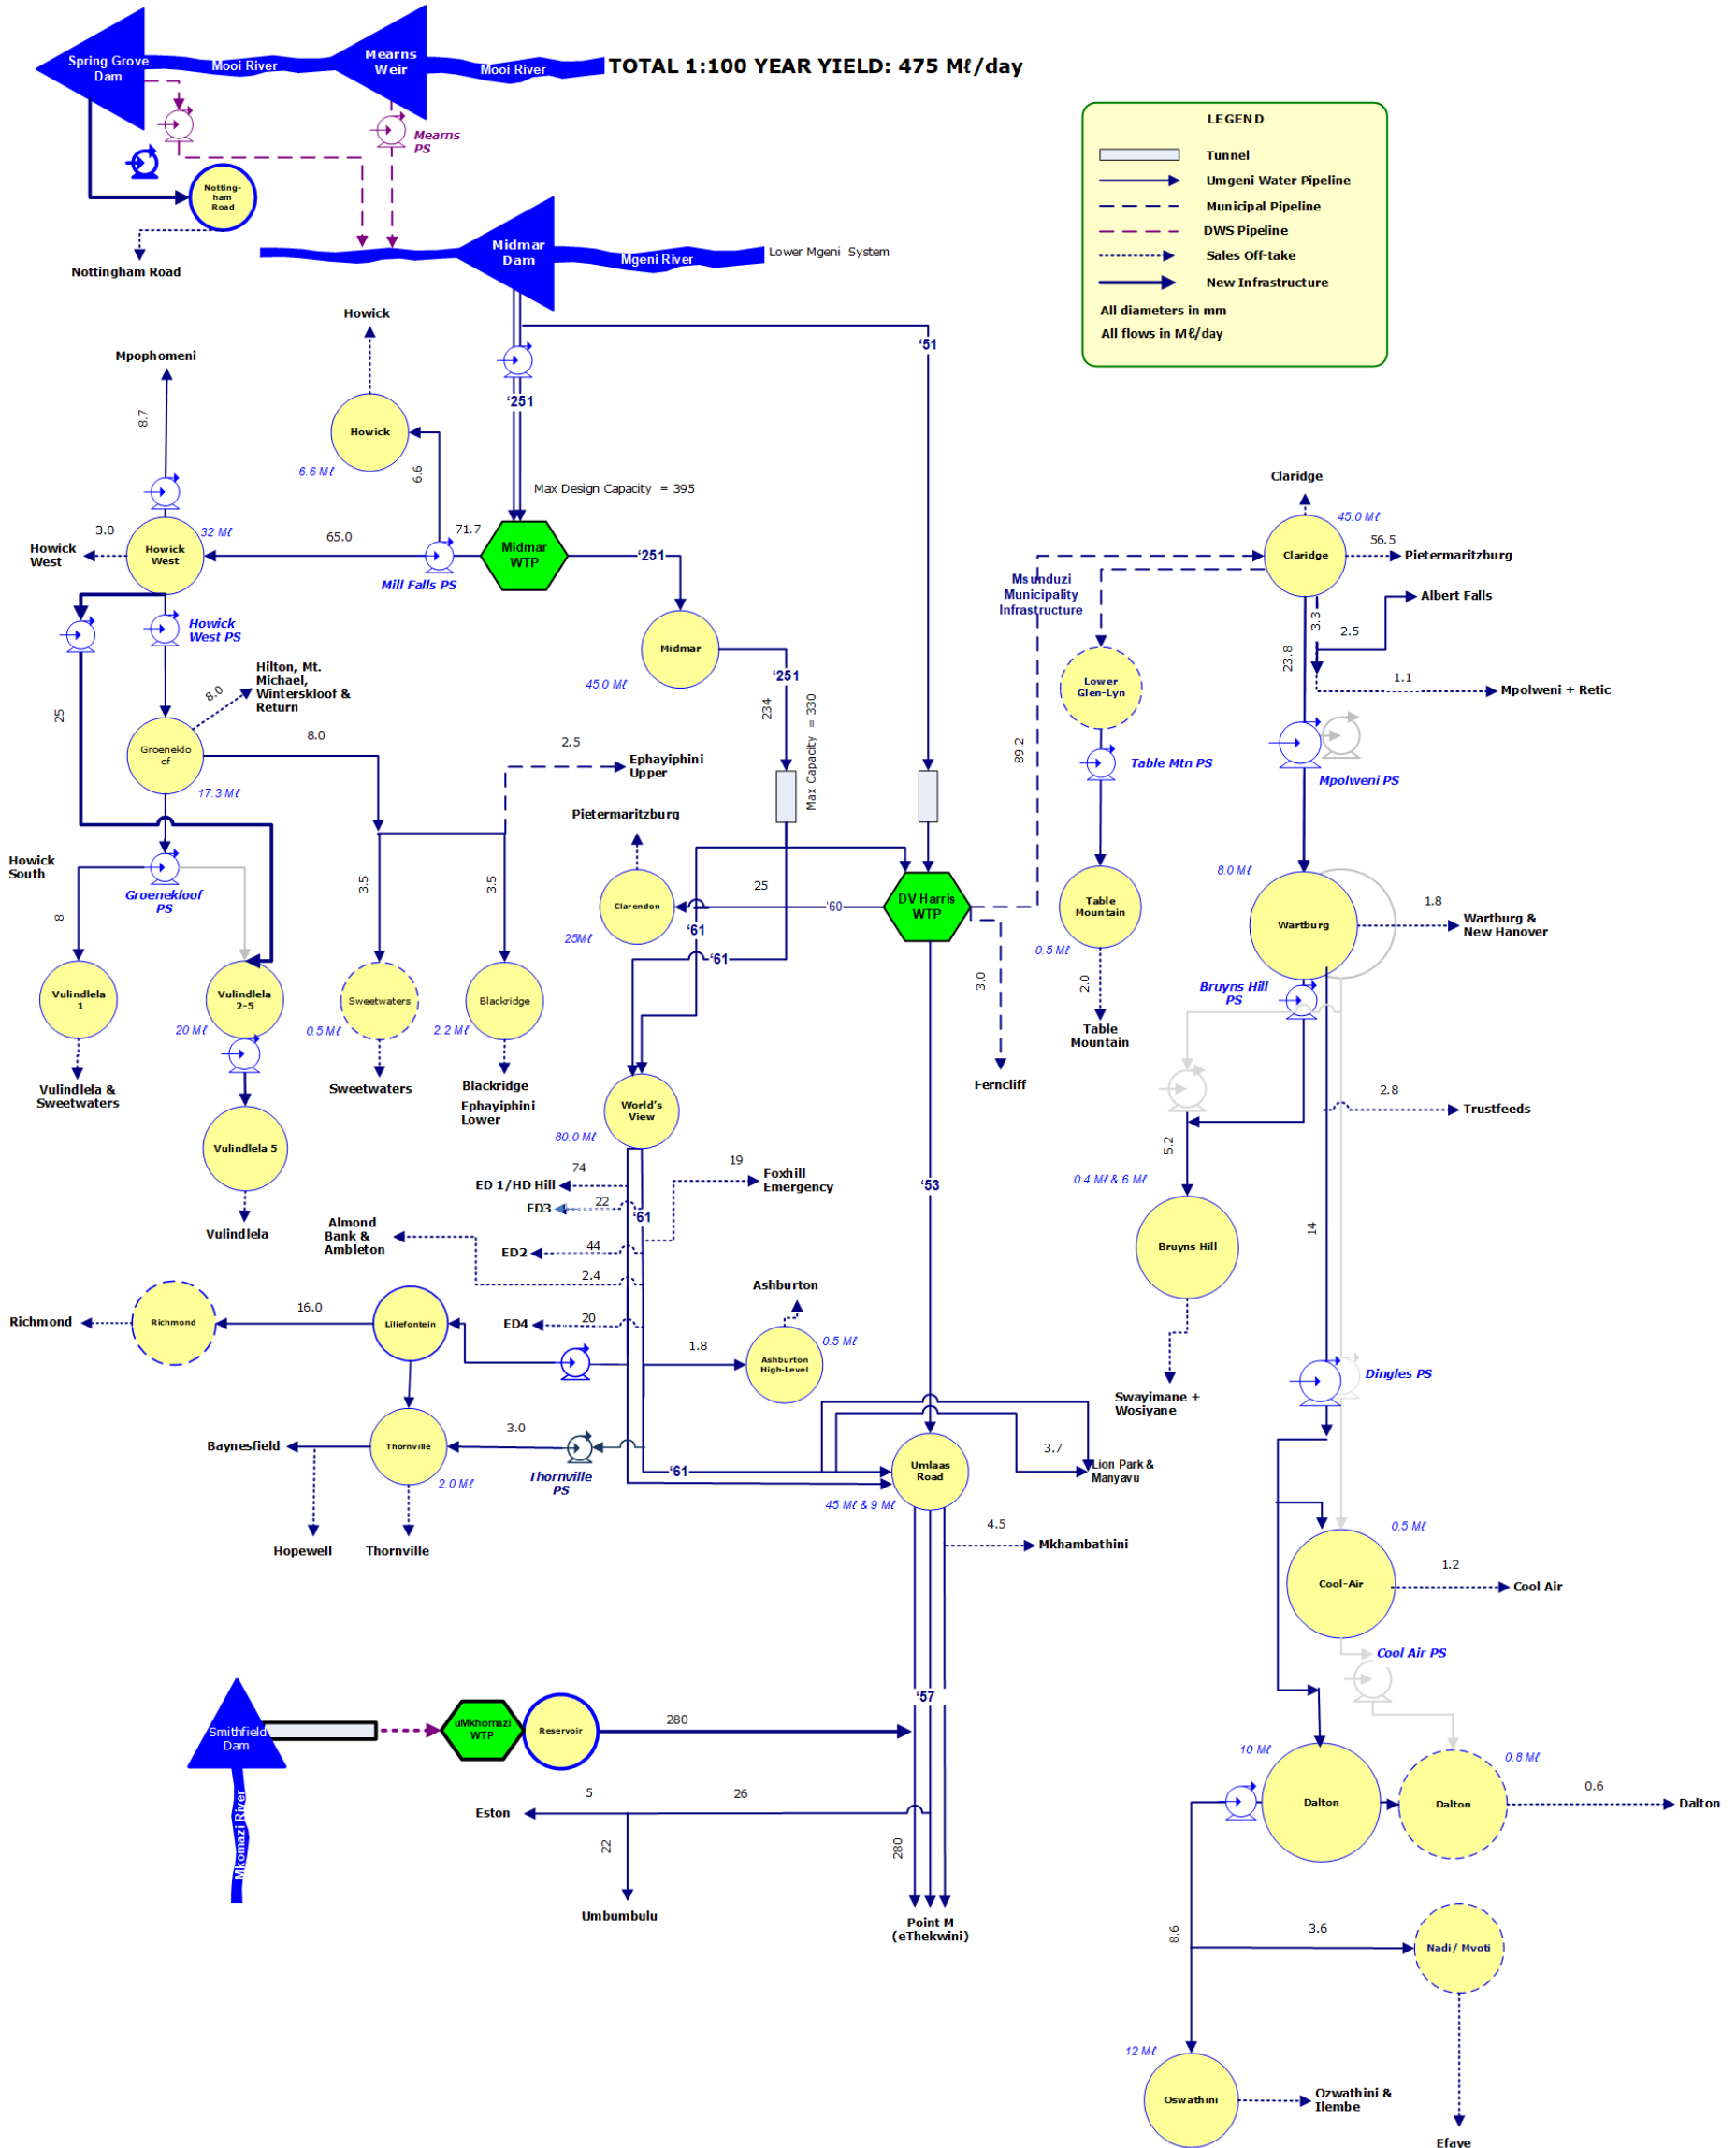 Spring Grove
Dam
Mooi River
Mearns
Weir
Mooi River
TOTAL 1:100 YEAR YIELD: 475 Mℓ/day
Mearns
PS
Notting-
ham
Road
Nottingham Road
Midmar
Dam
Mgeni River
Lower Mgeni System
LEGEND
Tunnel
Umgeni Water Pipeline
Municipal Pipeline
DWS Pipeline
Sales Off-take
New Infrastructure
All diameters in mm
All flows in Mℓ/day
Howick
Mpophomeni
‘51
‘251
8.7
Howick
6.6 Mℓ
6.6
Max Design Capacity = 395
3.0
32 Mℓ
65.0
71.7
Howick
West
Howick
West
Mill Falls PS
Midmar
WTP
‘251
Claridge
45.0 Mℓ
56.5
Claridge
Pietermaritzburg
Msunduzi
Municipality
Infrastructure
Albert Falls
3.3
2.5
23.8
1.1
Mpolweni + Retic
Howick
West PS
Midmar
45.0 Mℓ
‘251
234
Max Capacity = 330
Lower
Glen-Lyn
Hilton, Mt.
Michael,
Winterskloof &
Return
8.0
25
Groeneklo
of
8.0
17.3 Mℓ
2.5
Ephayiphini
Upper
89.2
Table Mtn PS
Mpolweni PS
Pietermaritzburg
Howick
South
Groenekloof
PS
8
3.5
3.5
25
Clarendon
25Mℓ
‘60
‘61
‘61
DV Harris
WTP
3.0
Ferncliff
Table
Mountain
0.5 Mℓ
2.0
Table
Mountain
8.0 Mℓ
Wartburg
1.8
Wartburg &
New Hanover
Bruyns Hill
PS
Vulindlela
1
Vulindlela
2-5
20 Mℓ
Sweetwaters
0.5 Mℓ
Blackridge
2.2 Mℓ
Vulindlela &
Sweetwaters
Sweetwaters
Blackridge
Ephayiphini
Lower
World’s
View
80.0 Mℓ
2.8
Trustfeeds
5.2
Vulindlela 5
Vulindlela
74
ED 1/HD Hill
22
ED3
19
Foxhill
Emergency
‘61
‘53
0.4 Mℓ & 6 Mℓ
Bruyns Hill
14
Almond
Bank &
Ambleton
44
ED2
2.4
Ashburton
Richmond
Richmond
16.0
Liliefontein
20
ED4
1.8
Ashburton
High-Level
0.5 Mℓ
Swayimane +
Wosiyane
Dingles PS
Baynesfield
Thornville
2.0 Mℓ
3.0
Thornville
PS
‘61
Umlaas
Road
45 Mℓ & 9 Mℓ
3.7
Lion Park &
Manyavu
Hopewell
Thornville
4.5
Mkhambathini
0.5 Mℓ
Cool-Air
1.2
Cool Air
Cool Air PS
Smithfield
Dam
Mkomazi River
uMkhomazi
WTP
Reservoir
280
‘57
5
26
Eston
22
280
Umbumbulu
Point M
(eThekwini)
10 Mℓ
Dalton
0.8 Mℓ
Dalton
0.6
Dalton
8.6
3.6
Nadi / Mvoti
12 Mℓ
Oswathini
Ozwathini &
Ilembe
Efaye